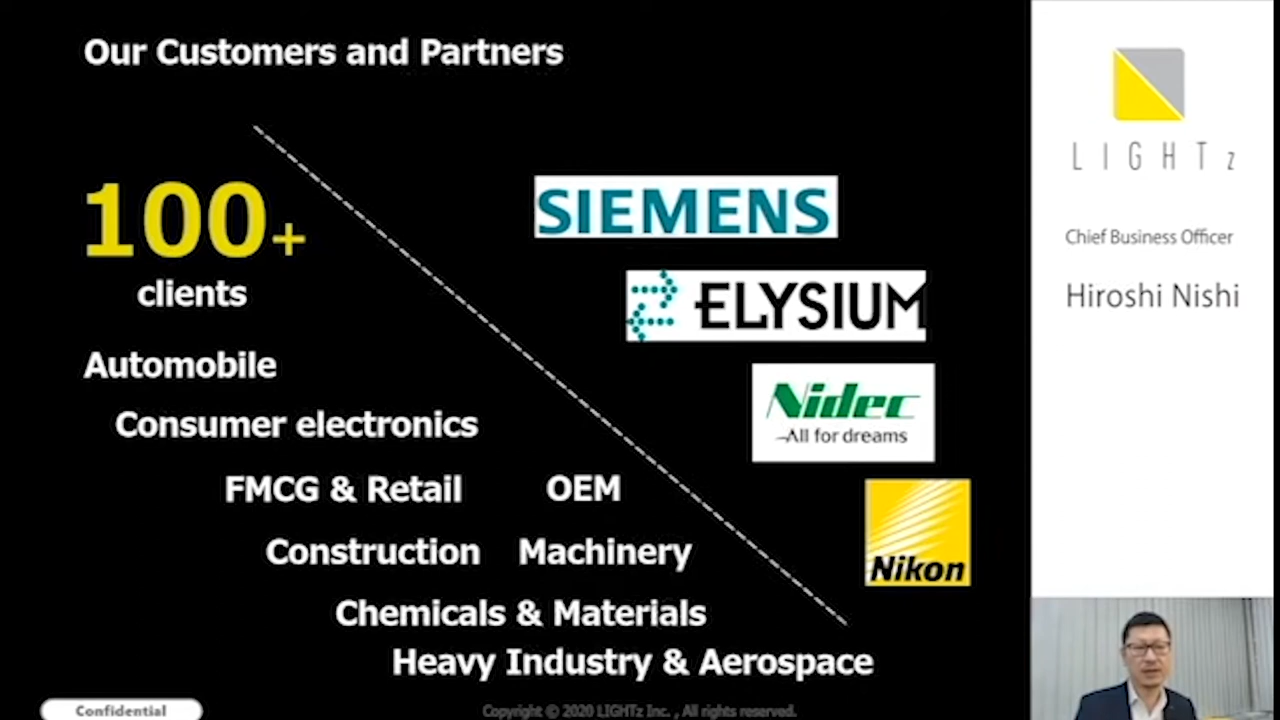 Our Customers and Partners
100+
clients
Automobile
Consumer electronics
FMCG & Retail
OEM
Construction
Machinery
Chemicals & Materials
Heavy Industry & Aerospace
SIEMENS
ELYSIUM
Nidec
—All for dreams
Nikon
Confidential
Copyright © 2020 LIGHTz Inc. , All rights reserved.
LIGHTz
Chief Business Officer
Hiroshi Nishi